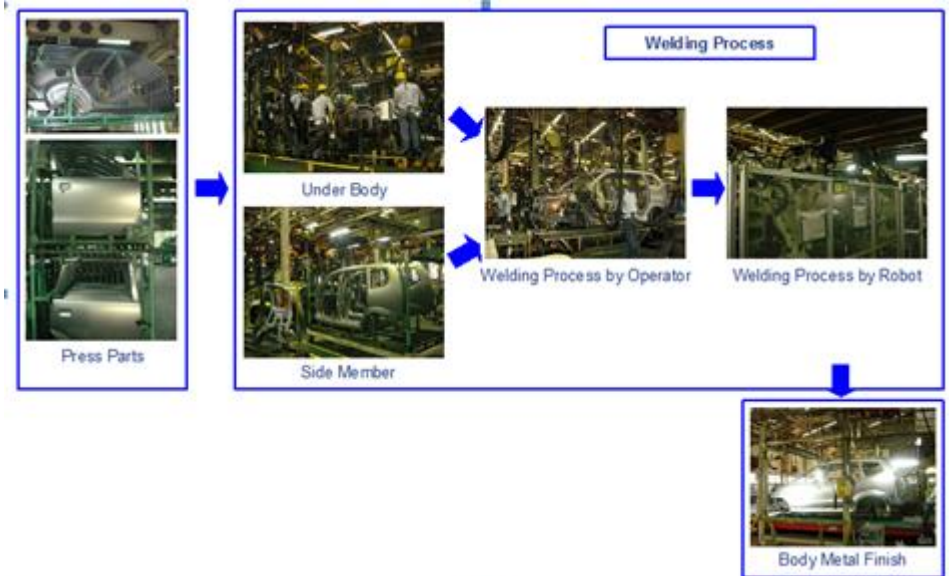 Welding Process
Under Body
Welding Process by Operator
Welding Process by Robot
Press Parts
Side Member
Body Metal Finish